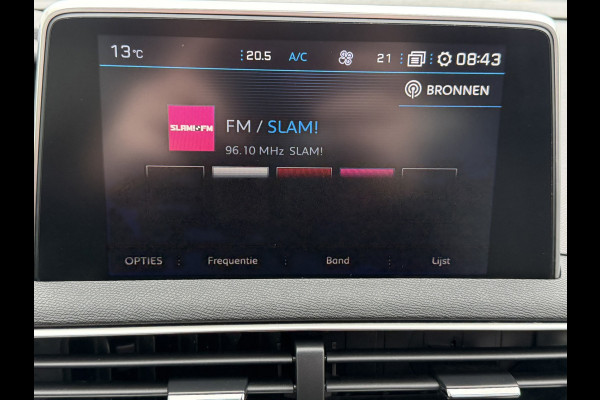 13°C 20.5 A/C 21 08:43
BRONNEN
SLAM!FM
FM / SLAM!
96.10 MHz SLAM!
OPTIES Frequentie Band Lijst